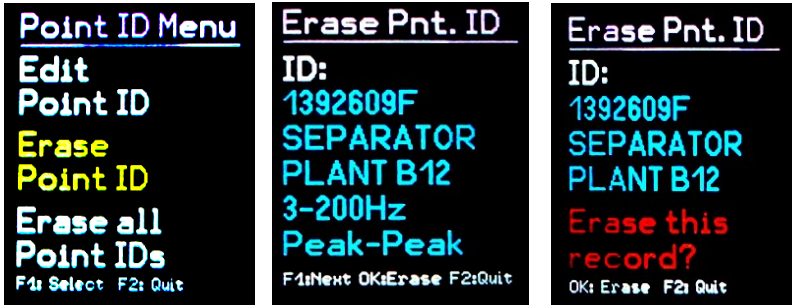 Point ID Menu
Edit
Point ID
Erase
Point ID
Erase all
Point IDs
F1: Select F2: Quit
Erase Pnt. ID
ID:
1392609F
SEPARATOR
PLANT B12
3-200Hz
Peak-Peak
F1:Next OK:Erase F2:Quit
Erase Pnt. ID
ID:
1392609F
SEPARATOR
PLANT B12
Erase this
record?
OK: Erase F2: Quit